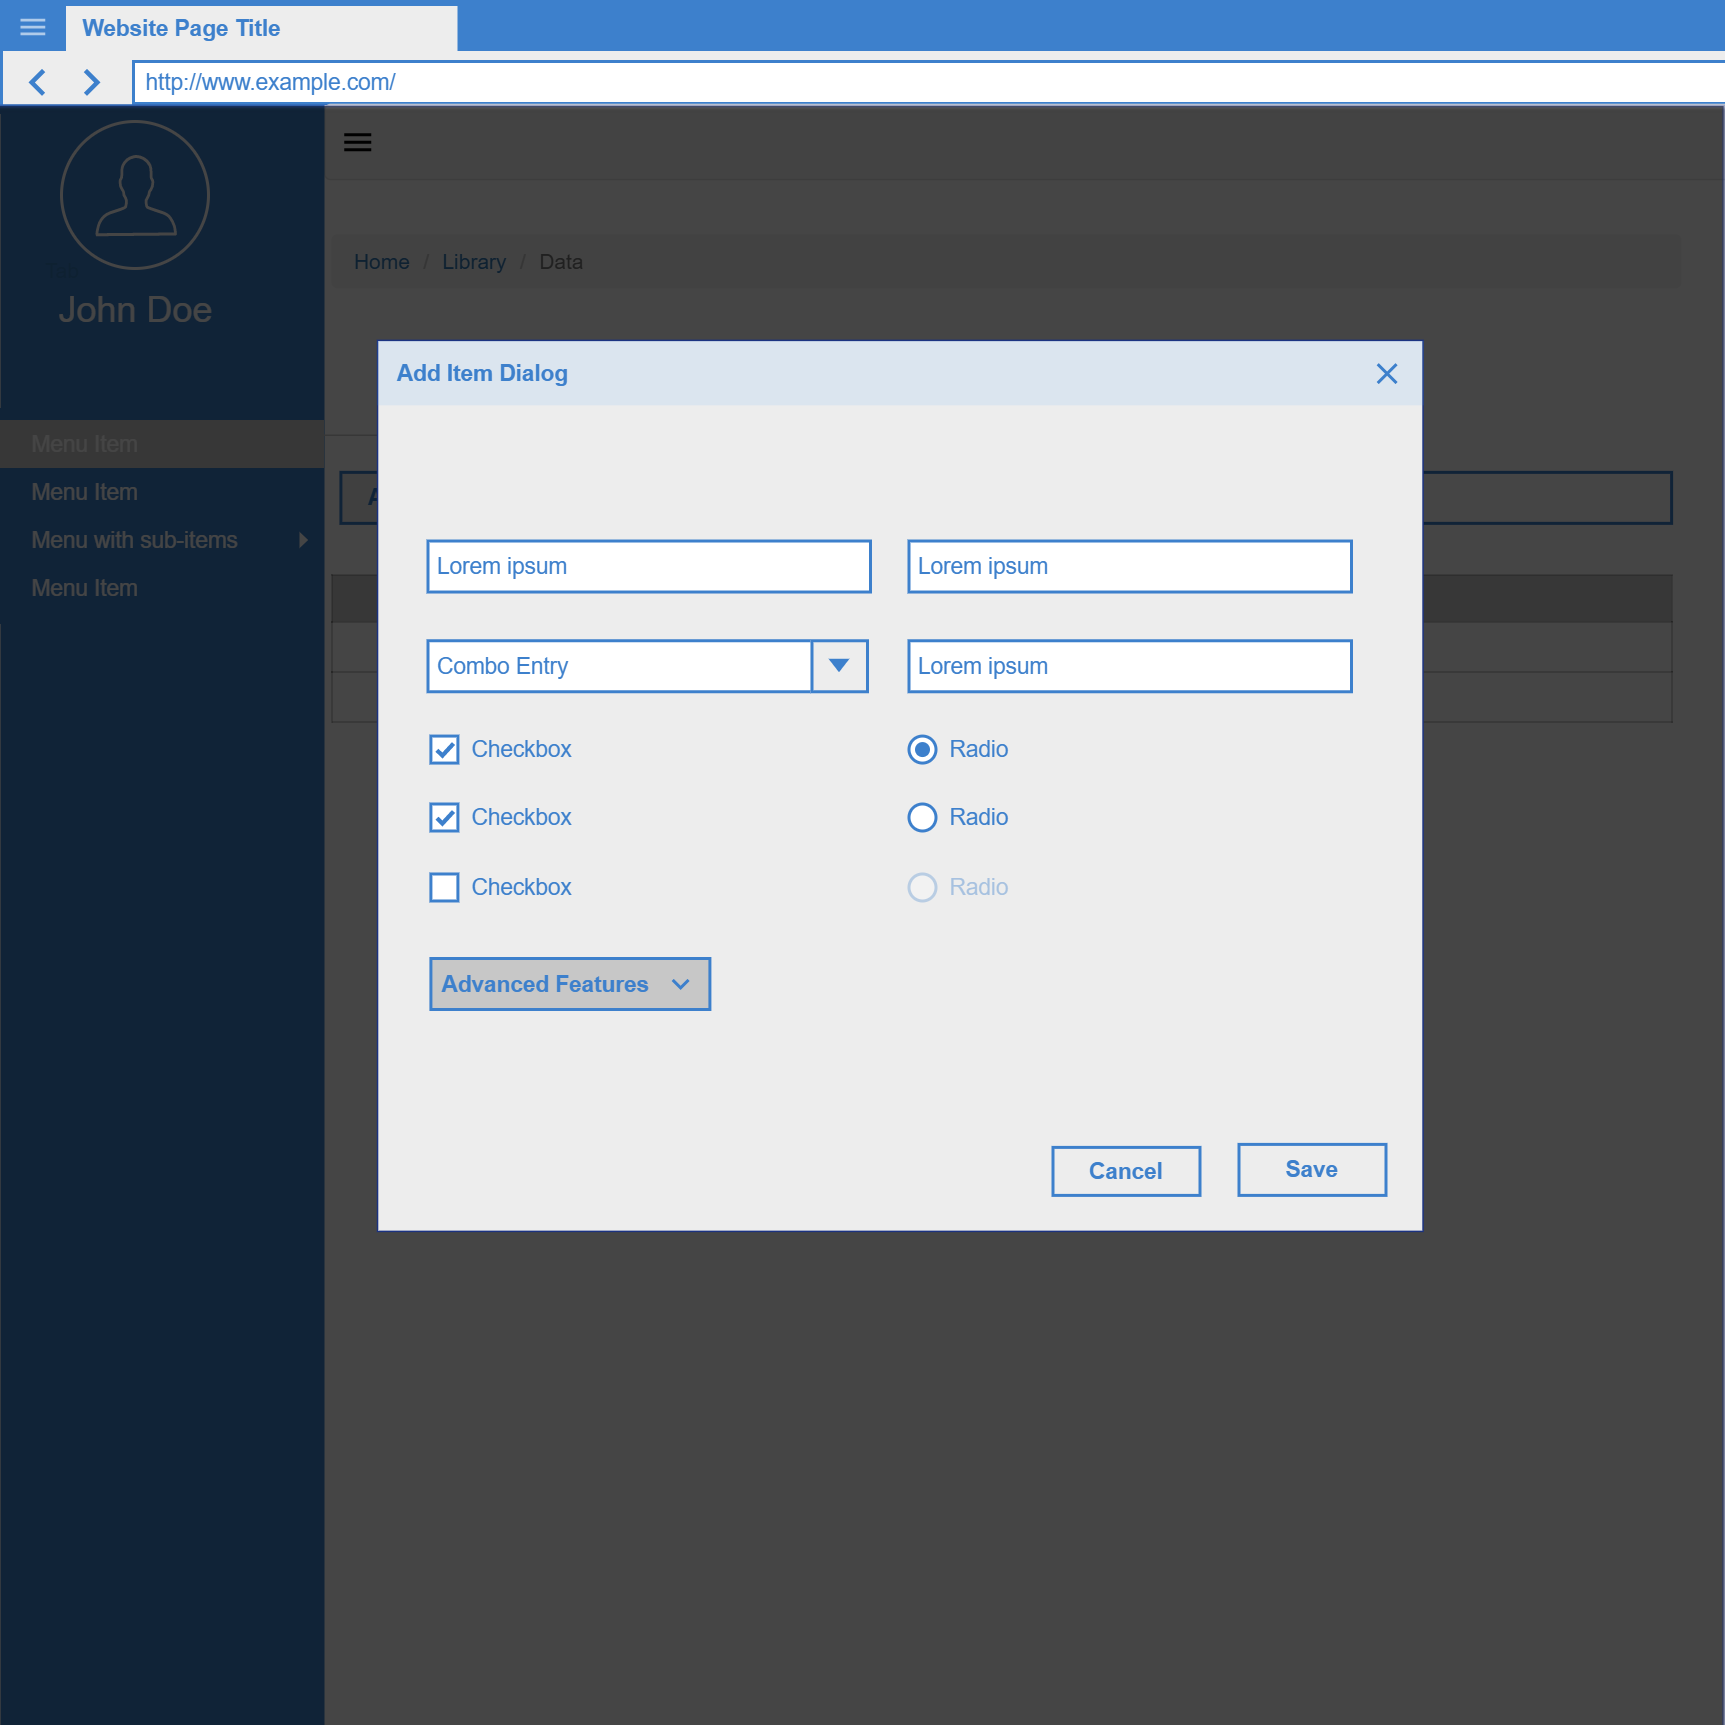 Website Page Title
http://www.example.com/
John Doe
Home / Library / Data
Add Item Dialog
Menu Item
Menu Item
Menu with sub-items
Menu Item
Lorem ipsum
Lorem ipsum
Combo Entry
Lorem ipsum
Checkbox
Radio
Checkbox
Radio
Checkbox
Radio
Advanced Features
Cancel
Save